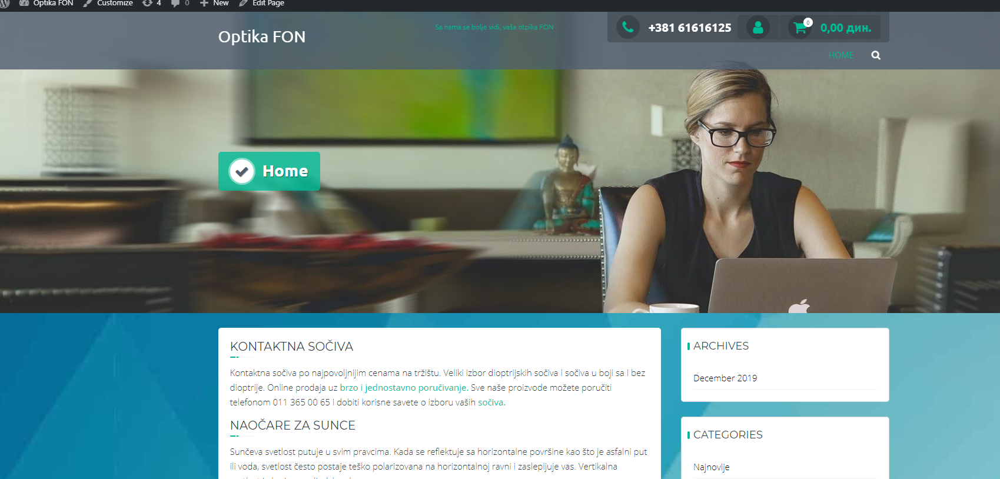 Optika FON Customize 4 0 New Edit Page
Optika FON
Sa nama se bolje vidi, vaša otpika FON
+381 61616125
0
0,00 дин.
HOME
Home
KONTAKTNA SOČIVA
Kontaktna sočiva po najpovoljnijim cenama na tržištu. Veliki izbor dioptrijskih sočiva i sočiva u boji sa i bez
dioptrije. Online prodaja uz brzo i jednostavno poručivanje. Sve naše proizvode možete poručiti
telefonom 011 365 00 65 i dobiti korisne savete o izboru vaših sočiva.
NAOČARE ZA SUNCE
Sunčeva svetlost putuje u svim pravcima. Kada se reflektuje sa horizontalne površine kao što je asfalni put
ili voda, svetlost često postaje teško polarizovana na horizontalnoj ravni i zaslepljuje vas. Vertikalna
ARCHIVES
December 2019
CATEGORIES
Najnovije